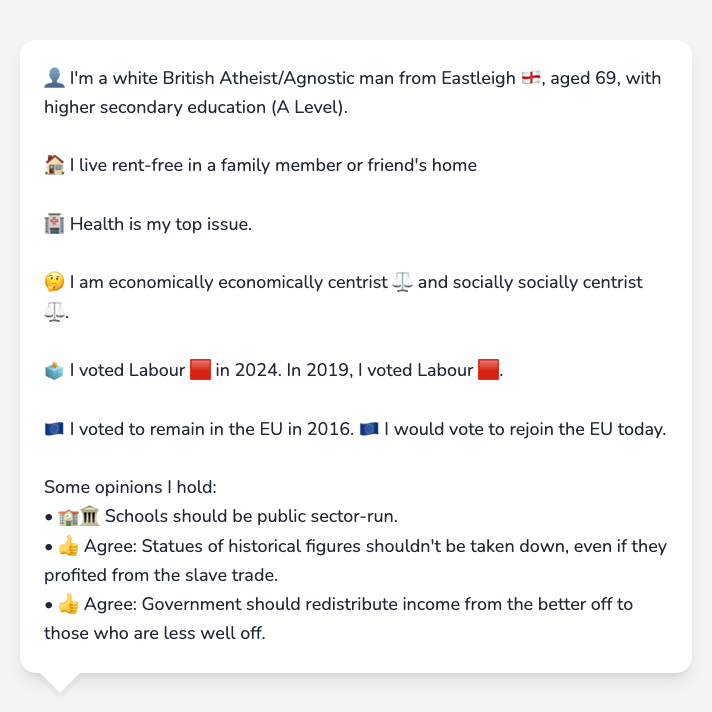 👤 I'm a white British Atheist/Agnostic man from Eastleigh 🏴󠁧󠁢󠁥󠁮󠁧󠁿, aged 69, with
higher secondary education (A Level).
🏠 I live rent-free in a family member or friend's home
🏥 Health is my top issue.
🤔 I am economically economically centrist ⚖️ and socially socially centrist
⚖️.
🗳️ I voted Labour 🟥 in 2024. In 2019, I voted Labour 🟥.
🇪🇺 I voted to remain in the EU in 2016. 🇪🇺 I would vote to rejoin the EU today.
Some opinions I hold:
• 🏫🏛️ Schools should be public sector-run.
• 👍 Agree: Statues of historical figures shouldn't be taken down, even if they
profited from the slave trade.
• 👍 Agree: Government should redistribute income from the better off to
those who are less well off.